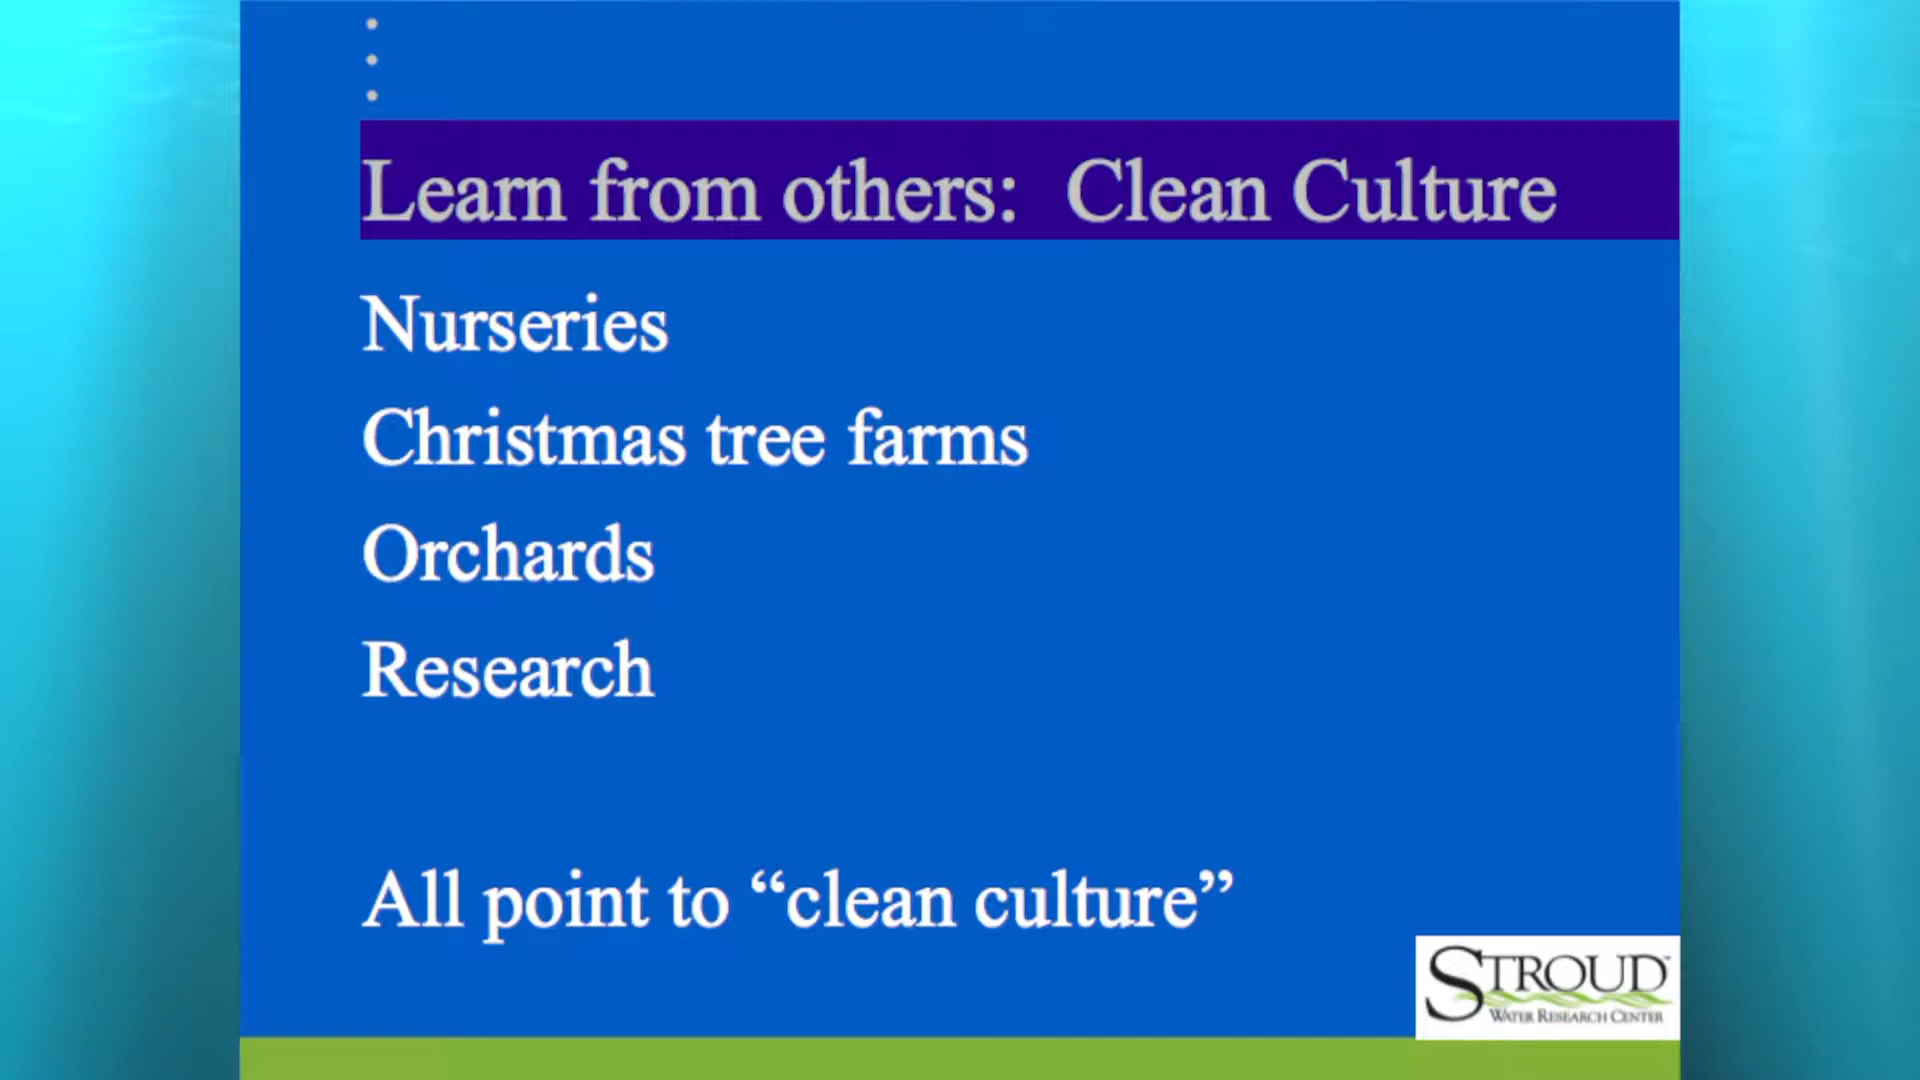 Learn from others: Clean Culture
Nurseries
Christmas tree farms
Orchards
Research
All point to “clean culture”
STROUD™
WATER RESEARCH CENTER